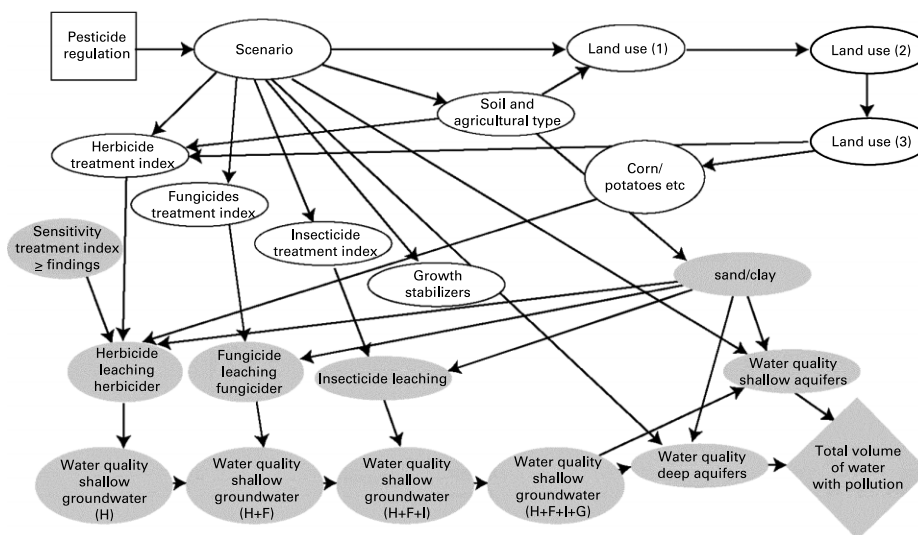 Pesticide
regulation
Scenario
Land use (1)
Land use (2)
Soil and
agricultural type
Herbicide
treatment index
Land use (3)
Corn/
potatoes etc
Fungicides
treatment index
Sensitivity
treatment index
≥ findings
Insecticide
treatment index
Growth
stabilizers
sand/clay
Herbicide
leaching
herbicider
Fungicide
leaching
fungicider
Insecticide leaching
Water quality
shallow aquifers
Water quality
shallow
groundwater
(H)
Water quality
shallow
groundwater
(H+F)
Water quality
shallow
groundwater
(H+F+I)
Water quality
shallow
groundwater
(H+F+I+G)
Water quality
deep aquifers
Total volume
of water
with pollution